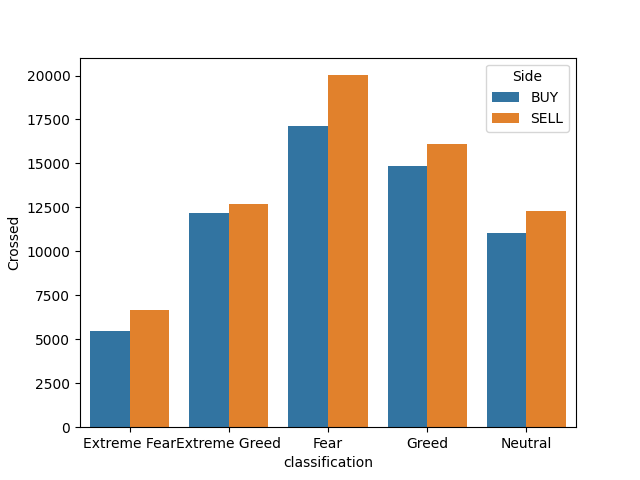 Side
BUY
SELL
20000
17500
15000
12500
10000
7500
5000
2500
0
Crossed
Extreme Fear Extreme Greed Fear Greed Neutral
classification